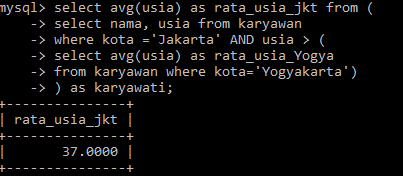 mysql> select avg(usia) as rata_usia_jkt from (
    -> select nama, usia from karyawan
    -> where kota ='Jakarta' AND usia > (
    -> select avg(usia) as rata_usia_Yogya
    -> from karyawan where kota='Yogyakarta')
    -> ) as karyawati;
+---------------+
| rata_usia_jkt |
+---------------+
|       37.0000 |
+---------------+